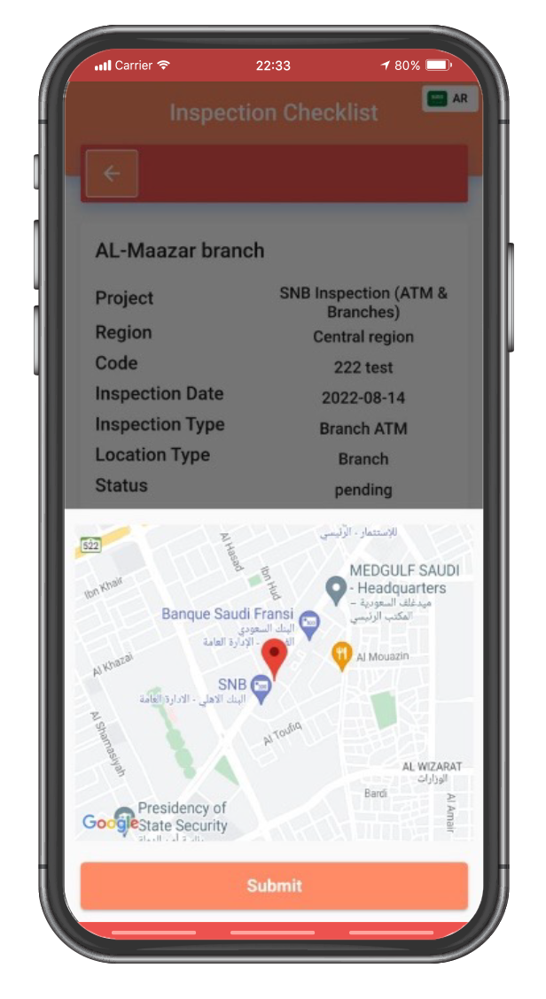 Carrier
22:33
80%
AR
Inspection Checklist
AL-Maazar branch
Project
SNB Inspection (ATM &
Branches)
Region
Central region
Code
222 test
Inspection Date
2022-08-14
Inspection Type
Branch ATM
Location Type
Branch
Status
pending
للإستثمار - الرئيسي
522
Al Hasad
Ibn Hud
Ibn Khair
MEDGULF SAUDI
- Headquarters
ميدغلف السعودية –
المكتب الرئيسي
Banque Saudi Fransi
البنك السعودي
- الإدارة العامة
Al Mouazin
Al Khazai
SNB
البنك الاهلي - الادارة العامة
Al Toufiq
Al Shamasiyah
AL WIZARAT
الوزارات
Bardi
Al Amair
Presidency of
State Security
Google
Submit